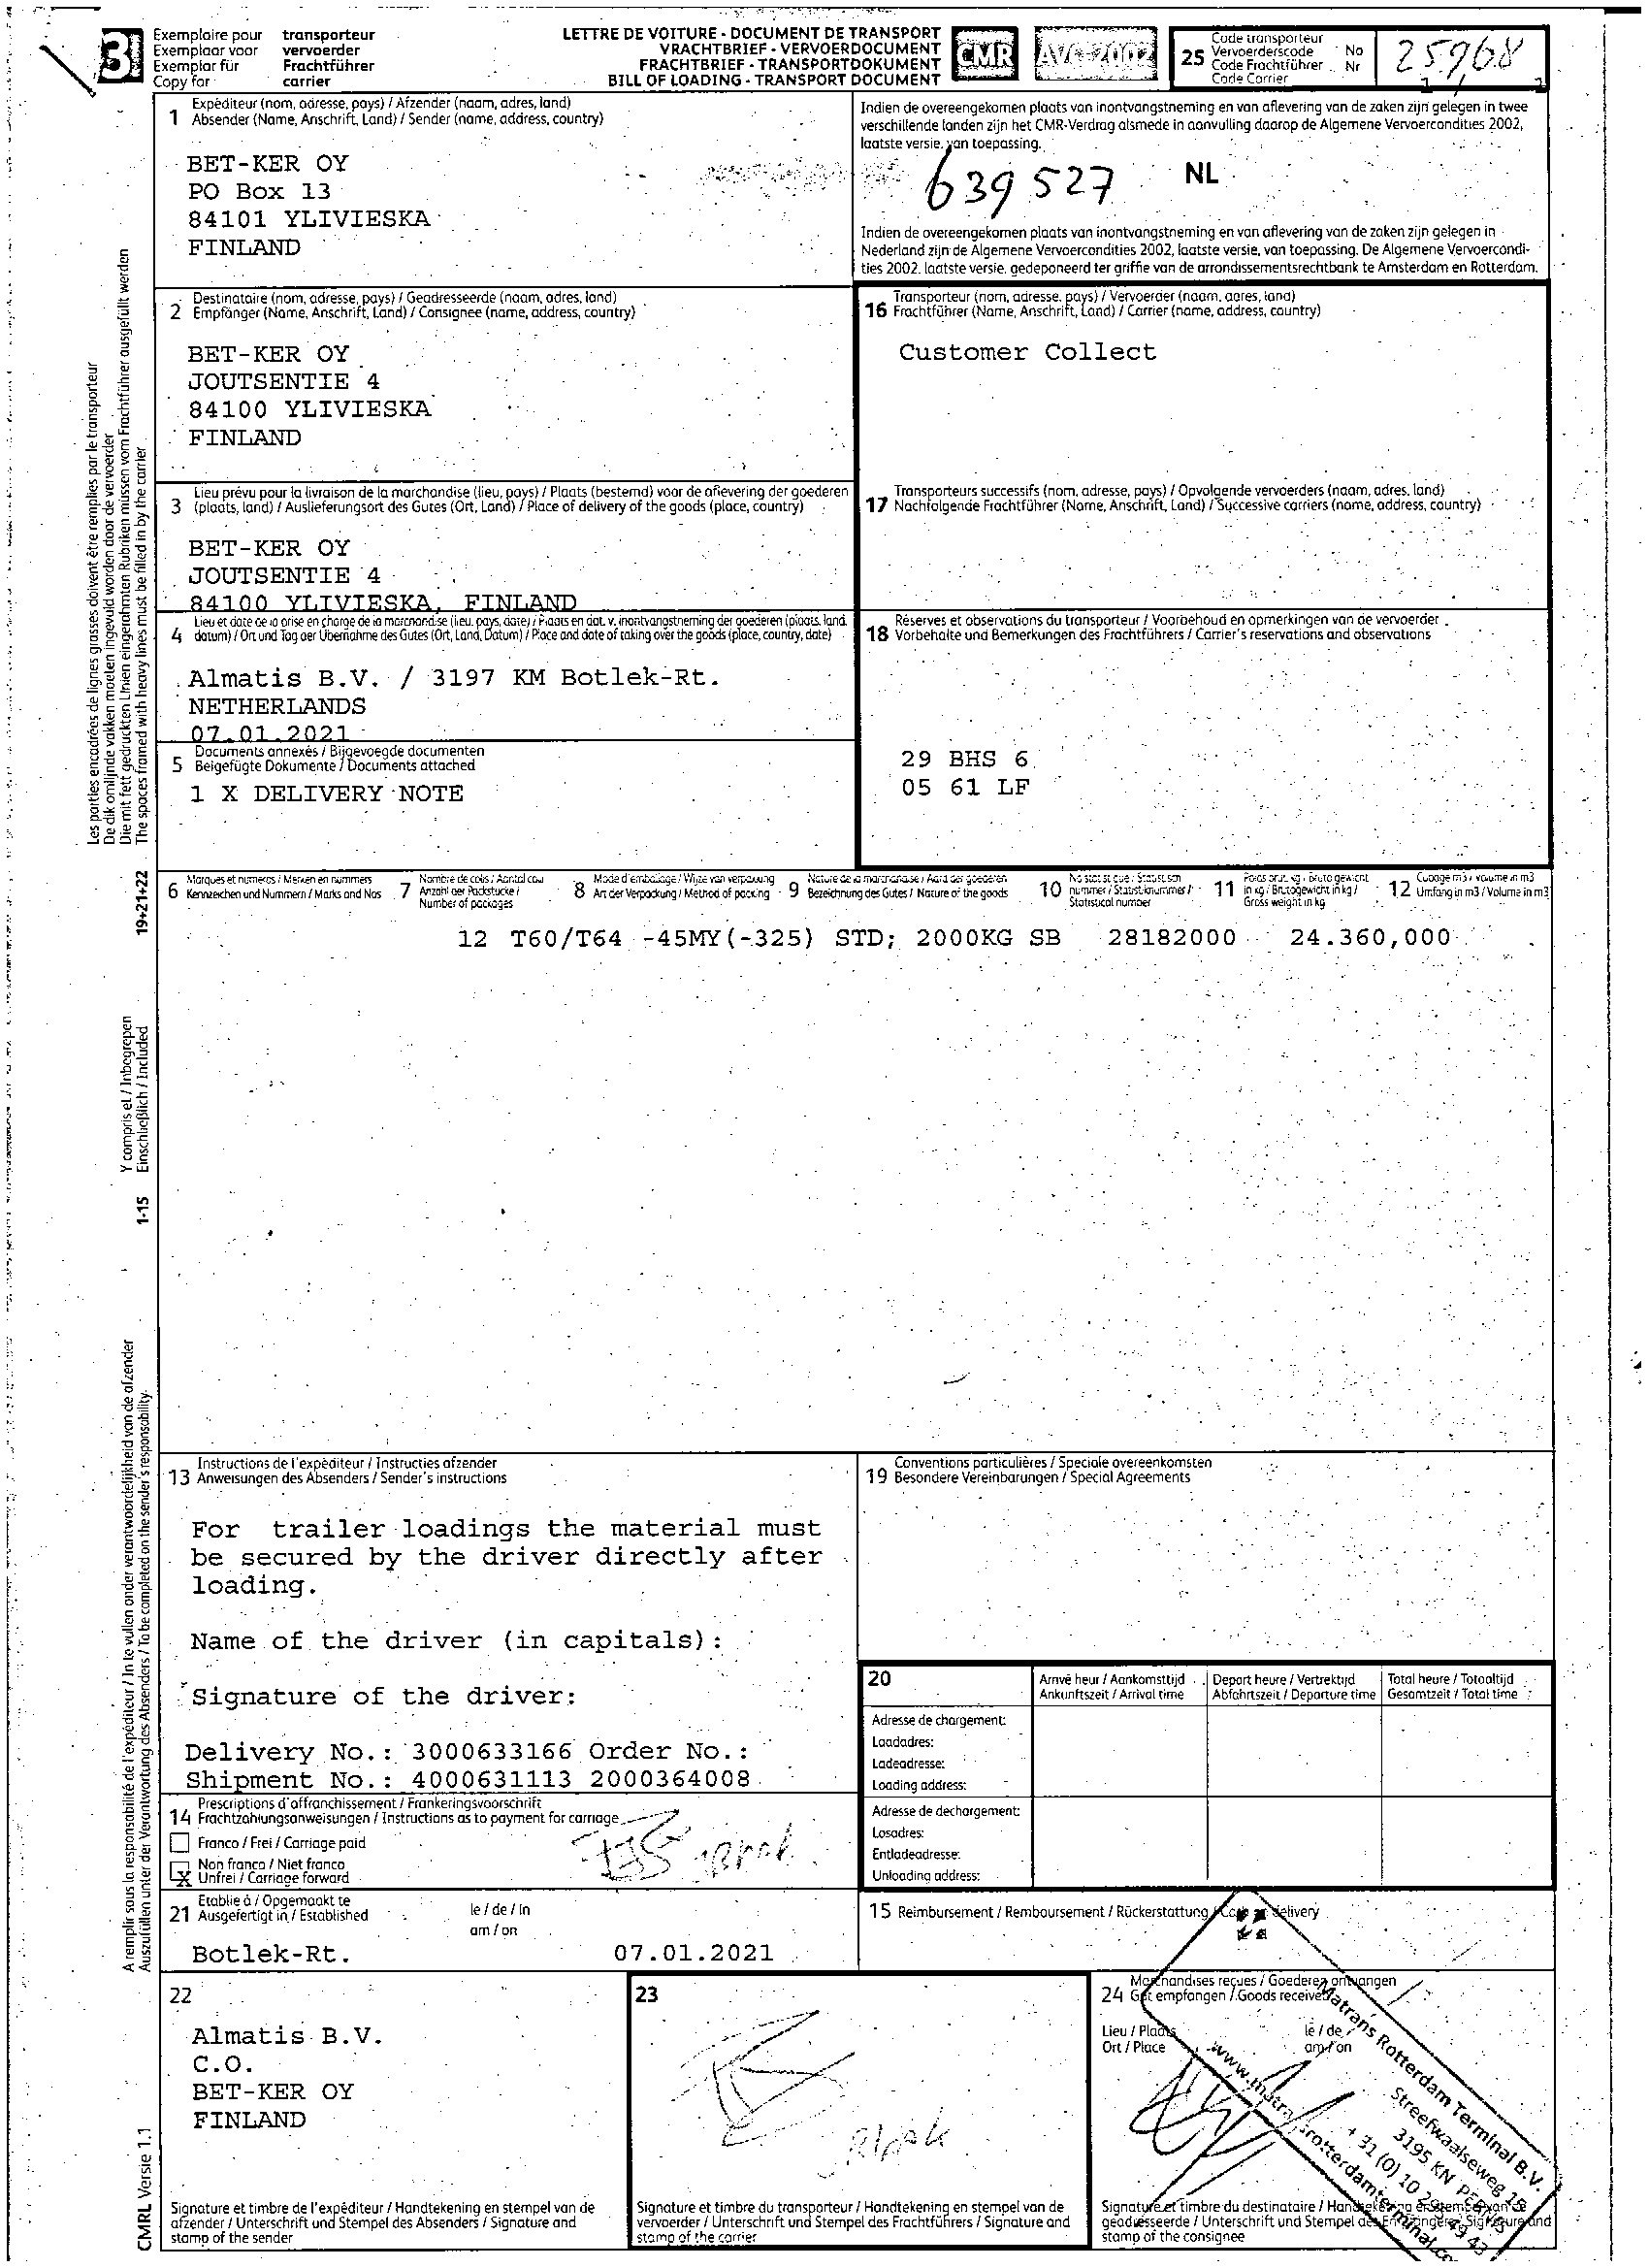 3
Exemplaire pour transporteur
Exemplaar voor vervoerder
Exemplar für Frachtführer
Copy for carrier
LETTRE DE VOITURE - DOCUMENT DE TRANSPORT
VRACHTBRIEF - VERVOERDOCUMENT
FRACHTBRIEF - TRANSPORTDOKUMENT
BILL OF LOADING - TRANSPORT DOCUMENT
CMR
AVC 2002
25 Code transporteur
Vervoerderscode No
Code Frachtführer Nr
Code Carrier
25968
1 Expéditeur (nom, adresse, pays) / Afzender (naam, adres, land)
Absender (Name, Anschrift, Land) / Sender (name, address, country)
BET-KER OY
PO Box 13
84101 YLIVIESKA
FINLAND
Indien de overeengekomen plaats van inontvangstneming en van aflevering van de zaken zijn gelegen in twee
verschillende landen zijn het CMR-Verdrag alsmede in aanvulling daarop de Algemene Vervoercondities 2002,
laatste versie, van toepassing.
639527 NL
Indien de overeengekomen plaats van inontvangstneming en van aflevering van de zaken zijn gelegen in
Nederland zijn de Algemene Vervoercondities 2002, laatste versie, van toepassing. De Algemene Vervoercondi-
ties 2002. laatste versie. gedeponeerd ter griffie van de arrondissementsrechtbank te Amsterdam en Rotterdam.
2 Destinataire (nom, adresse, pays) / Geadresseerde (naam, adres, land)
Empfänger (Name, Anschrift, Land) / Consignee (name, address, country)
BET-KER OY
JOUTSENTIE 4
84100 YLIVIESKA
FINLAND
16 Transporteur (nom, adresse, pays) / Vervoerder (naam, adres, land)
Frachtführer (Name, Anschrift, Land) / Carrier (name, address, country)
Customer Collect
3 Lieu prévu pour la livraison de la marchandise (lieu, pays) / Plaats (bestemd) voor de aflevering der goederen
(plaats, land) / Auslieferungsort des Gutes (Ort, Land) / Place of delivery of the goods (place, country)
BET-KER OY
JOUTSENTIE 4
84100 YLIVIESKA, FINLAND
17 Transporteurs successifs (nom, adresse, pays) / Opvolgende vervoerders (naam, adres, land)
Nachfolgende Frachtführer (Name, Anschrift, Land) / Successive carriers (name, address, country)
4 Lieu et date de la prise en charge de la marchandise (lieu, pays, date) / Plaats en dat. v. inontvangstneming der goederen (plaats, land,
datum) / Ort und Tag der Übernahme des Gutes (Ort, Land, Datum) / Place and date of taking over the goods (place, country, date)
Almatis B.V. / 3197 KM Botlek-Rt.
NETHERLANDS
07.01.2021
18 Réserves et observations du transporteur / Voorbehoud en opmerkingen van de vervoerder
Vorbehalte und Bemerkungen des Frachtführers / Carrier's reservations and observations
29 BHS 6
05 61 LF
5 Documents annexés / Bijgevoegde documenten
Beigefügte Dokumente / Documents attached
1 X DELIVERY NOTE
6 Marques et numeros / Merken en nummers
Kennzeichen und Nummern / Marks and Nos
7 Nombre de colis / Aantal colli
Anzahl der Packstucke /
Number of packages
8 Mode d'emballage / Wijze van verpakking
Art der Verpackung / Method of packing
9 Nature de la marchandise / Aard der goederen
Bezeichnung des Gutes / Nature of the goods
10 No statistique / Statistisch
nummer / Statistiknummer /
Statistical number
11 Poids brut, kg / Bruto gewicht
in kg / Brutogewicht in kg /
Gross weight in kg
12 Cubage m3 / Volume in m3
Umfang in m3 / Volume in m3
12 T60/T64 -45MY(-325) STD; 2000KG SB 28182000 24.360,000
13 Instructions de l'expéditeur / Instructies afzender
Anweisungen des Absenders / Sender's instructions
For trailer loadings the material must
be secured by the driver directly after
loading.
Name of the driver (in capitals):
Signature of the driver:
Delivery No.: 3000633166 Order No.:
Shipment No.: 4000631113 2000364008
19 Conventions particulières / Speciale overeenkomsten
Besondere Vereinbarungen / Special Agreements
20 Arrivé heur / Aankomsttijd
Ankunftszeit / Arrival time
Depart heure / Vertrektijd
Abfahrtszeit / Departure time
Total heure / Totaaltijd
Gesamtzeit / Total time
Adresse de chargement:
Laadadres:
Ladeadresse:
Loading address:
Adresse de dechargement:
Losadres:
Entladeadresse:
Unloading address:
14 Prescriptions d'affranchissement / Frankeringsvoorschrift
Frachtzahlungsanweisungen / Instructions as to payment for carriage
Franco / Frei / Carriage paid
X Non franco / Niet franco
Unfrei / Carriage forward
21 Etablie à / Opgemaakt te
Ausgefertigt in / Established
le / de / In
am / on
Botlek-Rt. 07.01.2021
15 Reimbursement / Remboursement / Rückerstattung / Cash on delivery
22
Almatis B.V.
C.O.
BET-KER OY
FINLAND
Signature et timbre de l'expéditeur / Handtekening en stempel van de
afzender / Unterschrift und Stempel des Absenders / Signature and
stamp of the sender
23
Signature et timbre du transporteur / Handtekening en stempel van de
vervoerder / Unterschrift und Stempel des Frachtführers / Signature and
stamp of the carrier
24 Marchandises reçues / Goederen ontvangen
Gut empfangen / Goods received
Lieu / Plaats
Ort / Place
le / de /
am / on
Matrans Rotterdam Terminal B.V.
Streefwaalseweg 15
3195 KN PERNIS
Signature et timbre du destinataire / Handtekening en stempel van de
geadresseerde / Unterschrift und Stempel des Empfängers / Signature and
stamp of the consignee
Les parties encadrées de lignes grasses doivent être remplies par le transporteur
De dik omlijnde vakken moeten ingevuld worden door de vervoerder
Die mit fett gedruckten Linien eingerahmten Rubriken müssen vom Frachtführer ausgefüllt werden
The spaces framed with heavy lines must be filled in by the carrier
19+21+22
Y compris et / Inbegrepen
Einschließlich / Included
1-15
A remplir sous la responsabilité de l'expéditeur / In te vullen onder verantwoordelijkheid van de afzender
Auszufüllen unter der Verantwortung des Absenders / To be completed on the sender's responsability.
CMRL Versie 1.1